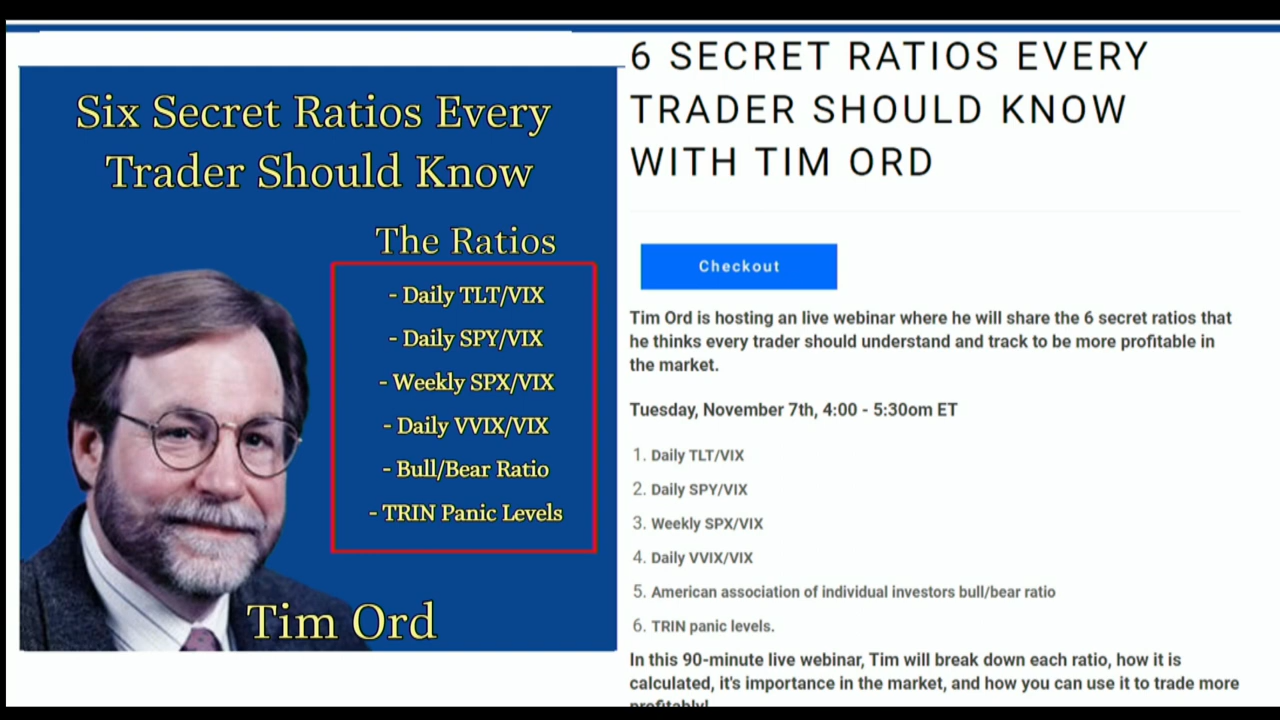 Six Secret Ratios Every
Trader Should Know
The Ratios
- Daily TLT/VIX
- Daily SPY/VIX
- Weekly SPX/VIX
- Daily VVIX/VIX
- Bull/Bear Ratio
- TRIN Panic Levels
Tim Ord
6 SECRET RATIOS EVERY
TRADER SHOULD KNOW
WITH TIM ORD
Checkout
Tim Ord is hosting an live webinar where he will share the 6 secret ratios that
he thinks every trader should understand and track to be more profitable in
the market.
Tuesday, November 7th, 4:00 - 5:30om ET
1. Daily TLT/VIX
2. Daily SPY/VIX
3. Weekly SPX/VIX
4. Daily VVIX/VIX
5. American association of individual investors bull/bear ratio
6. TRIN panic levels.
In this 90-minute live webinar, Tim will break down each ratio, how it is
calculated, it's importance in the market, and how you can use it to trade more
profitably!